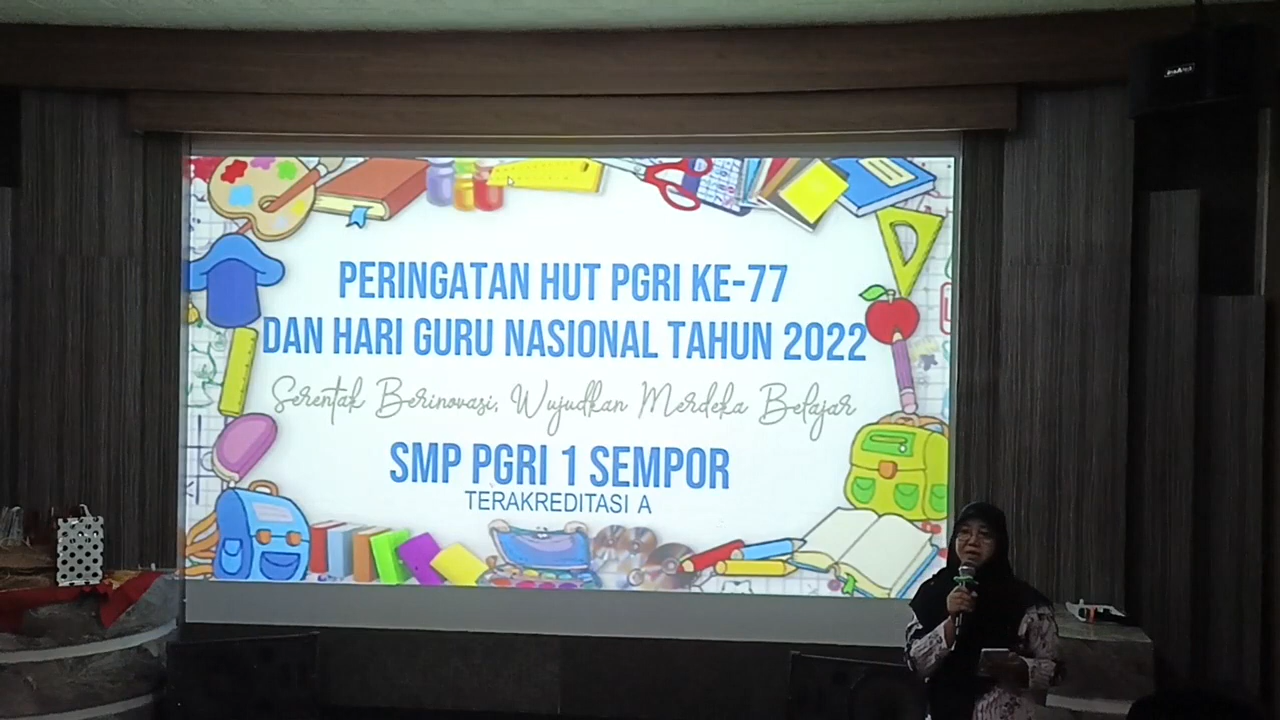 PERINGATAN HUT PGRI KE-77
DAN HARI GURU NASIONAL TAHUN 2022
Serentak Berinovasi, Wujudkan Merdeka Belajar
SMP PGRI 1 SEMPOR
TERAKREDITASI A